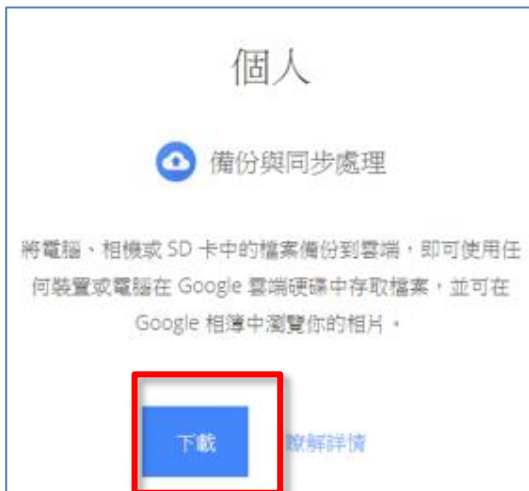 個人
備份與同步處理
將電腦、相機或 SD 卡中的檔案備份到雲端，即可使用任
何裝置或電腦在 Google 雲端硬碟中存取檔案，並可在
Google 相簿中瀏覽你的相片。
下載
瞭解詳情